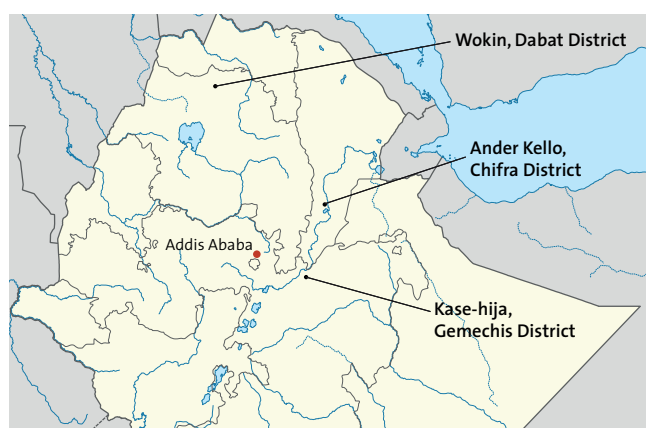 Wokin, Dabat District
Ander Kello,
Chifra District
Addis Ababa
Kase-hija,
Gemechis District